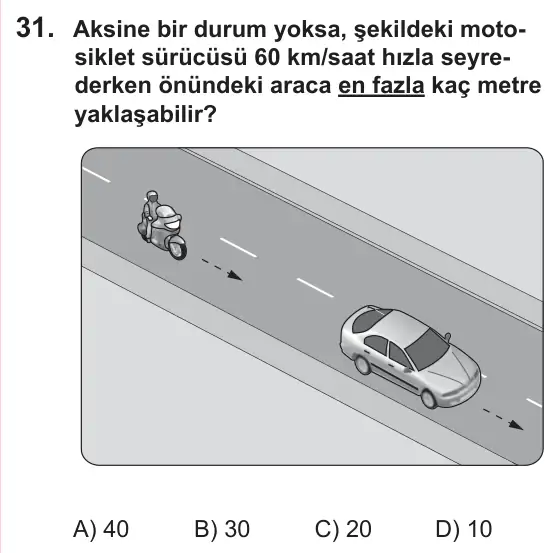 31. Aksine bir durum yoksa, şekildeki moto-
siklet sürücüsü 60 km/saat hızla seyre-
derken önündeki araca en fazla kaç metre
yaklaşabilir?
A) 40 B) 30 C) 20 D) 10